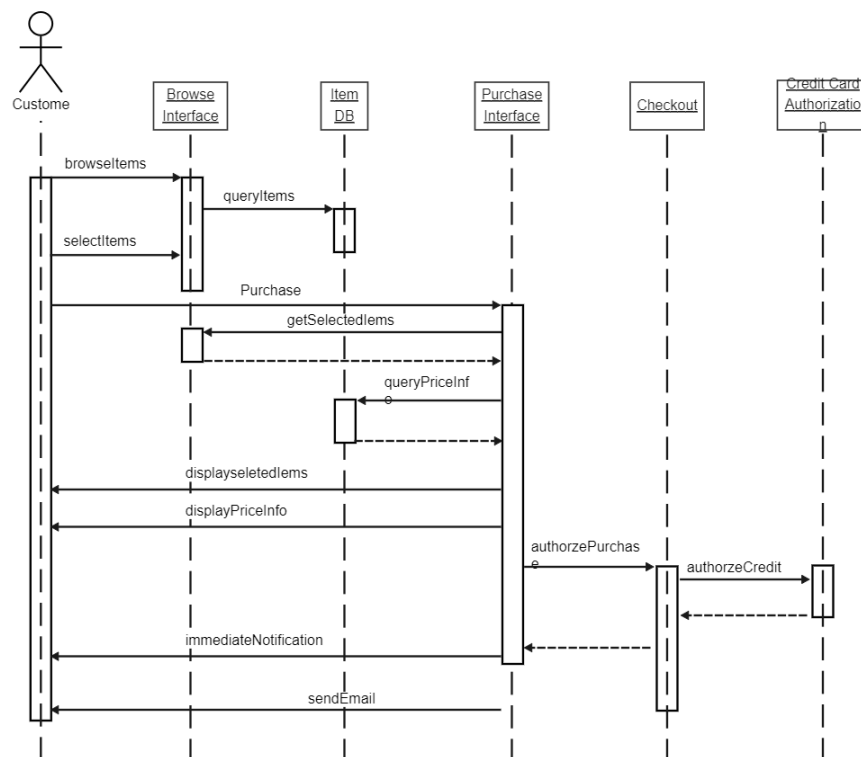 Custome
Browse
Interface
Item
DB
Purchase
Interface
Checkout
Credit Card
Authorizatio
n
browseItems
queryItems
selectItems
Purchase
getSelectedIems
queryPriceInf
o
displayseletedIems
displayPriceInfo
authorzePurchas
e
authorzeCredit
immediateNotification
sendEmail